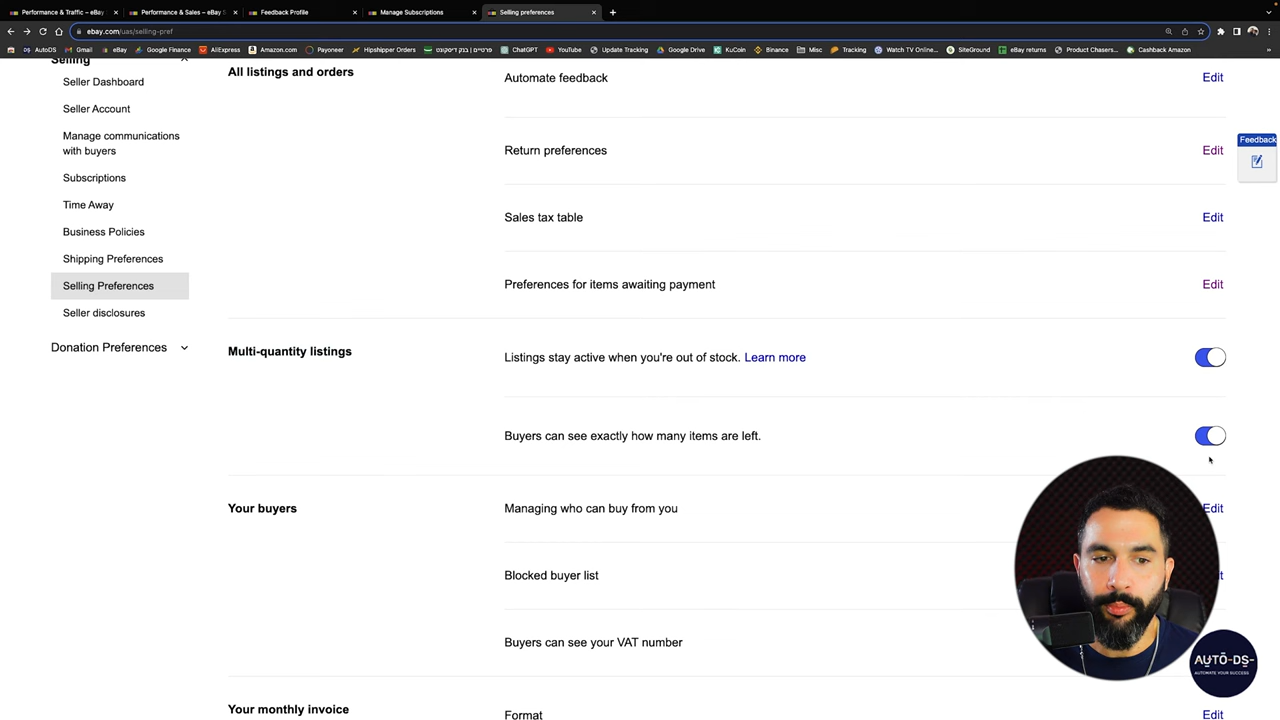 Performance & Traffic – eBay
Performance & Sales – eBay S
Feedback Profile
Manage Subscriptions
Selling preferences
ebay.com/uas/selling-pref
AutoDS
Gmail
eBay
Google Finance
AliExpress
Amazon.com
Payoneer
Hipshipper Orders
פרטיים | בנק דיסקונט
ChatGPT
YouTube
Update Tracking
Google Drive
KuCoin
Binance
Misc
Tracking
Watch TV Online...
SiteGround
eBay returns
Product Chasers...
Cashback Amazon
Selling
Seller Dashboard
Seller Account
Manage communications
with buyers
Subscriptions
Time Away
Business Policies
Shipping Preferences
Selling Preferences
Seller disclosures
Donation Preferences
All listings and orders
Automate feedback Edit
Return preferences Edit
Sales tax table Edit
Preferences for items awaiting payment Edit
Multi-quantity listings
Listings stay active when you're out of stock. Learn more
Buyers can see exactly how many items are left.
Your buyers
Managing who can buy from you Edit
Blocked buyer list
Buyers can see your VAT number
Your monthly invoice
Format Edit
Feedback
AUTO-DS-
AUTOMATE YOUR SUCCESS